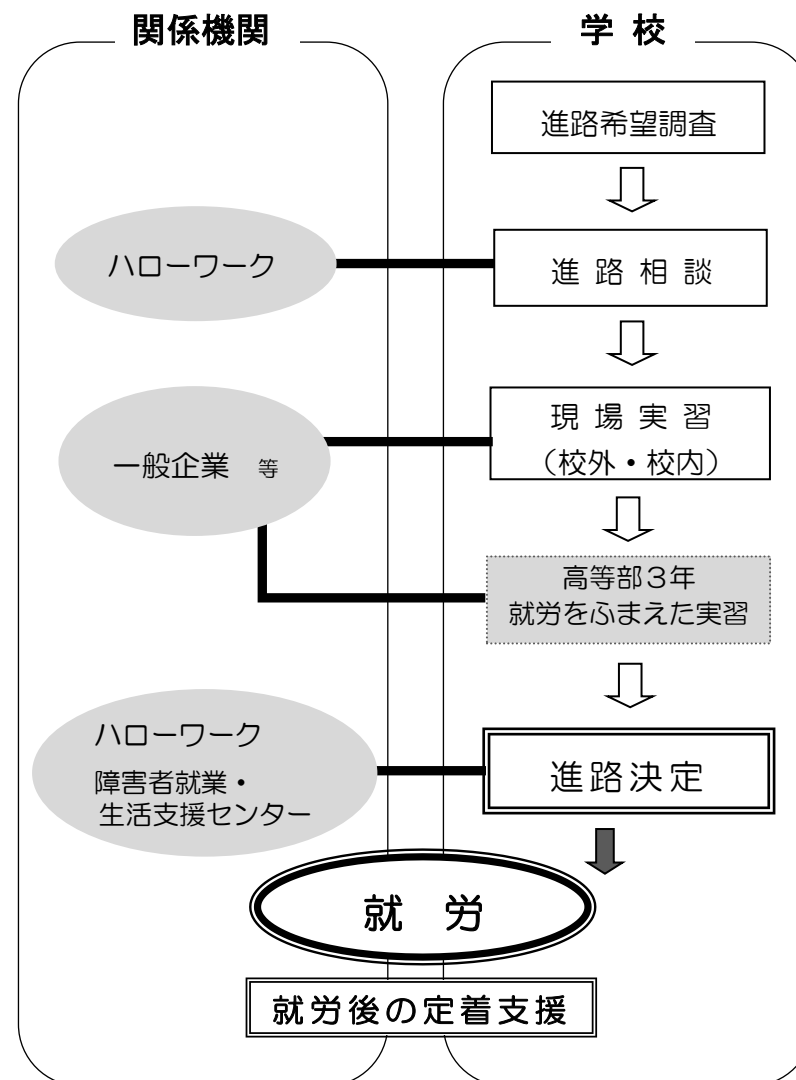 関係機関
学 校
進路希望調査
ハローワーク
進 路 相 談
一般企業 等
現 場 実 習
（校外・校内）
高等部３年
就労をふまえた実習
ハローワーク
障害者就業・
生活支援センター
進路決定
就 労
就労後の定着支援